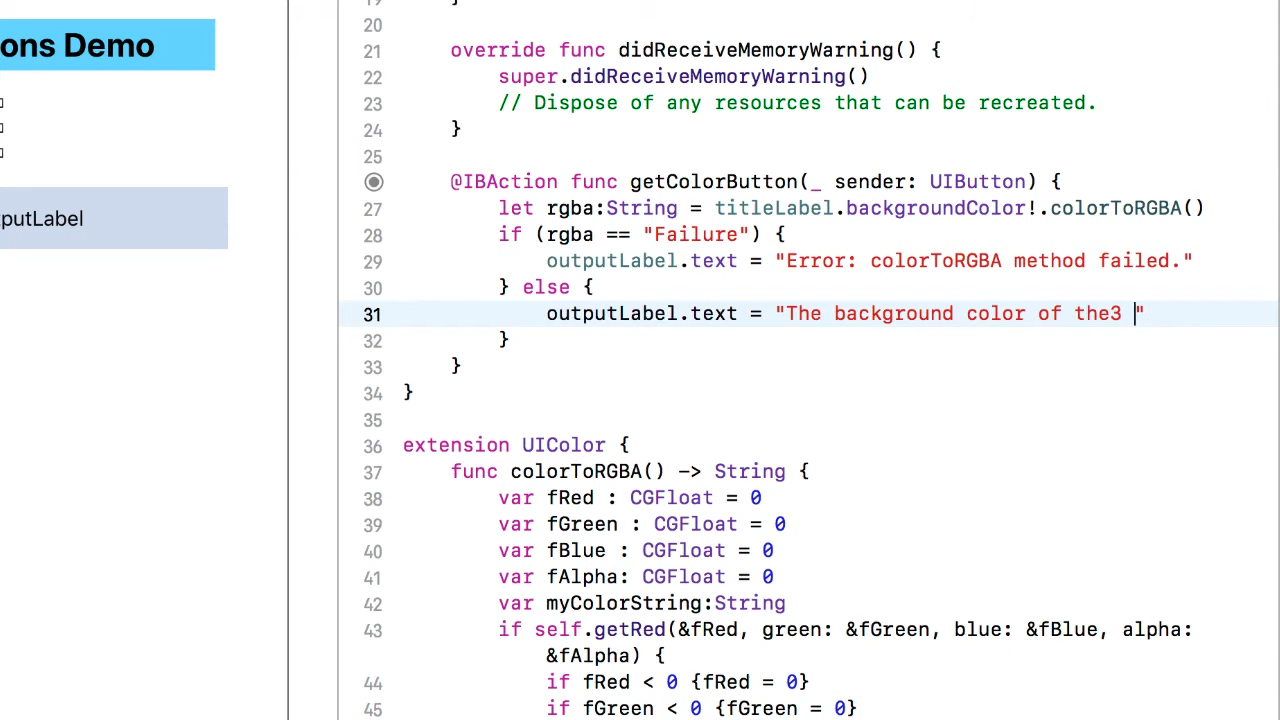 ons Demo
putLabel
19 }
20
21 override func didReceiveMemoryWarning() {
22 super.didReceiveMemoryWarning()
23 // Dispose of any resources that can be recreated.
24 }
25
@IBAction func getColorButton(_ sender: UIButton) {
27 let rgba:String = titleLabel.backgroundColor!.colorToRGBA()
28 if (rgba == "Failure") {
29 outputLabel.text = "Error: colorToRGBA method failed."
30 } else {
31 outputLabel.text = "The background color of the3 "
32 }
33 }
34 }
35
36 extension UIColor {
37 func colorToRGBA() -> String {
38 var fRed : CGFloat = 0
39 var fGreen : CGFloat = 0
40 var fBlue : CGFloat = 0
41 var fAlpha: CGFloat = 0
42 var myColorString:String
43 if self.getRed(&fRed, green: &fGreen, blue: &fBlue, alpha:
&fAlpha) {
44 if fRed < 0 {fRed = 0}
45 if fGreen < 0 {fGreen = 0}